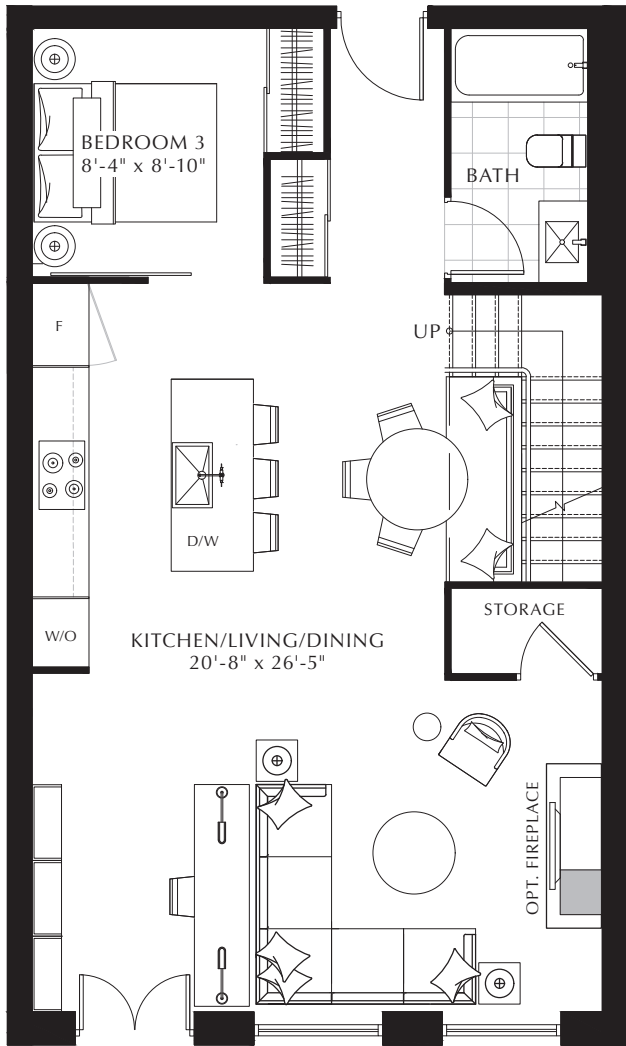 BEDROOM 3
8'-4" x 8'-10"
BATH
F
UP
D/W
W/O
STORAGE
KITCHEN/LIVING/DINING
20'-8" x 26'-5"
OPT. FIREPLACE